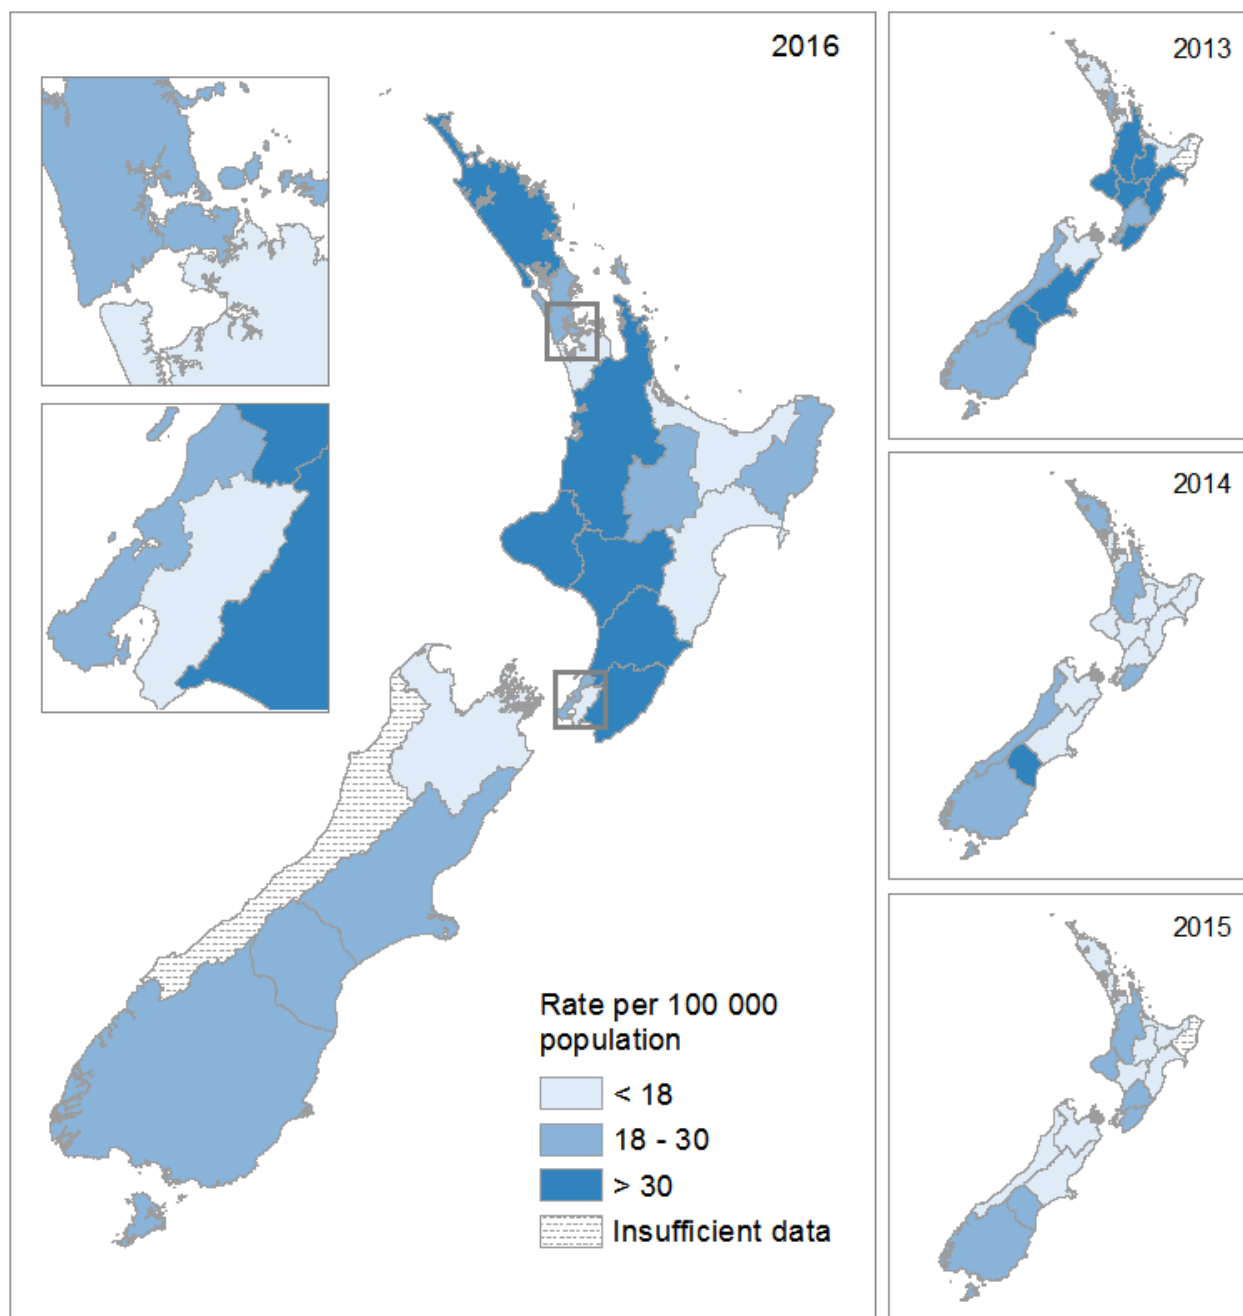 2016
2013
2014
2015
Rate per 100 000
population
< 18
18 - 30
> 30
Insufficient data